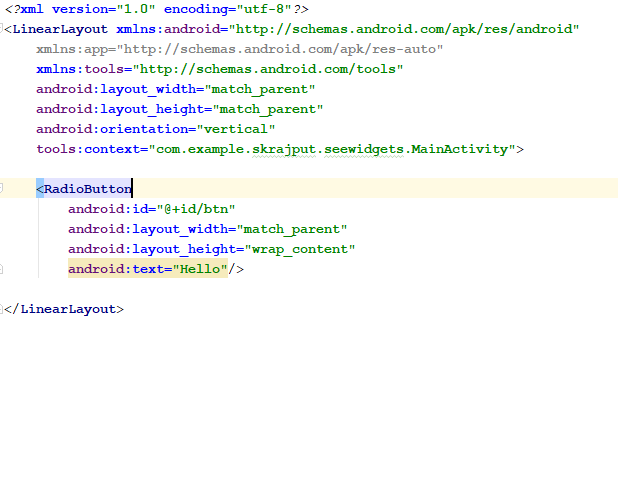 <?xml version="1.0" encoding="utf-8"?>
<LinearLayout xmlns:android="http://schemas.android.com/apk/res/android"
    xmlns:app="http://schemas.android.com/apk/res-auto"
    xmlns:tools="http://schemas.android.com/tools"
    android:layout_width="match_parent"
    android:layout_height="match_parent"
    android:orientation="vertical"
    tools:context="com.example.skrajput.seewidgets.MainActivity">

    <RadioButton
        android:id="@+id/btn"
        android:layout_width="match_parent"
        android:layout_height="wrap_content"
        android:text="Hello"/>

</LinearLayout>